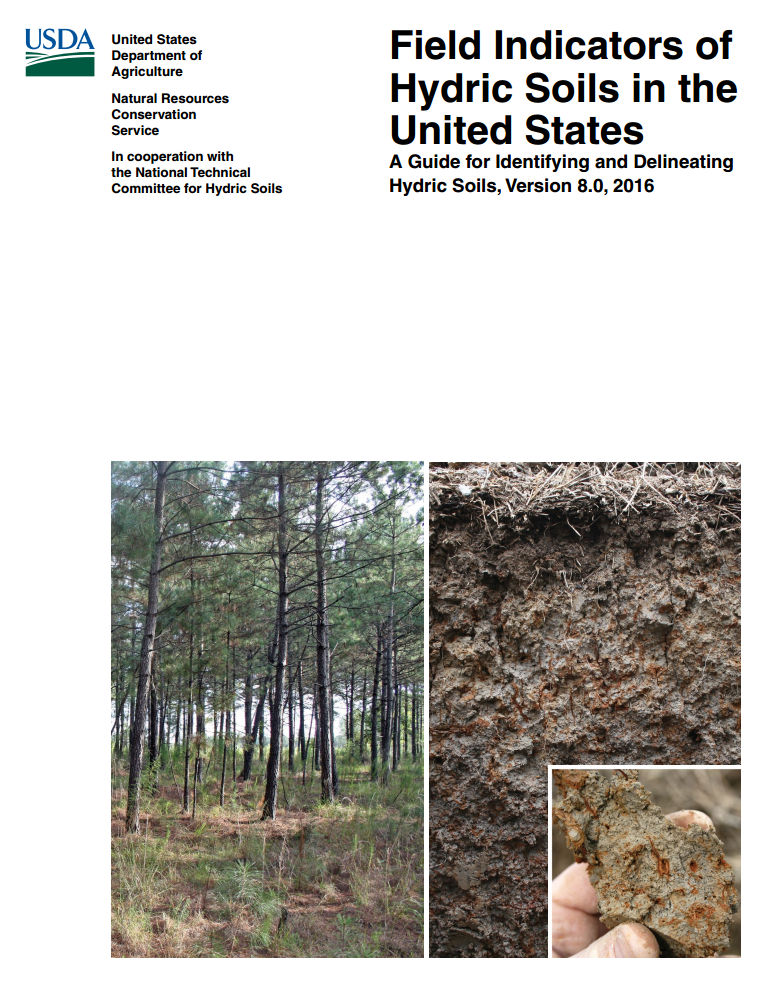 USDA
United States
Department of
Agriculture
Natural Resources
Conservation
Service
In cooperation with
the National Technical
Committee for Hydric Soils
Field Indicators of
Hydric Soils in the
United States
A Guide for Identifying and Delineating
Hydric Soils, Version 8.0, 2016